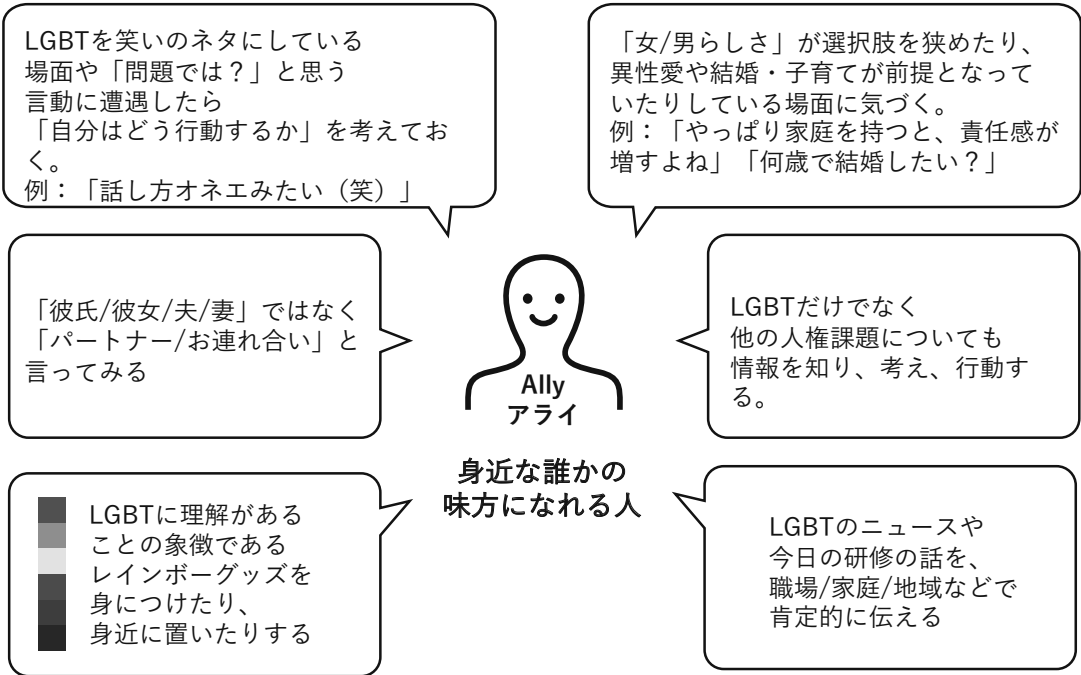 LGBTを笑いのネタにしている
場面や「問題では？」と思う
言動に遭遇したら
「自分はどう行動するか」を考えてお
く。
例：「話し方オネエみたい（笑）」
「女/男らしさ」が選択肢を狭めたり、
異性愛や結婚・子育てが前提となって
いたりしている場面に気づく。
例：「やっぱり家庭を持つと、責任感が
増すよね」「何歳で結婚したい？」
「彼氏/彼女/夫/妻」ではなく
「パートナー/お連れ合い」と
言ってみる
Ally
アライ
身近な誰かの
味方になれる人
LGBTだけでなく
他の人権課題についても
情報を知り、考え、行動す
る。
LGBTに理解がある
ことの象徴である
レインボーグッズを
身につけたり、
身近に置いたりする
LGBTのニュースや
今日の研修の話を、
職場/家庭/地域などで
肯定的に伝える